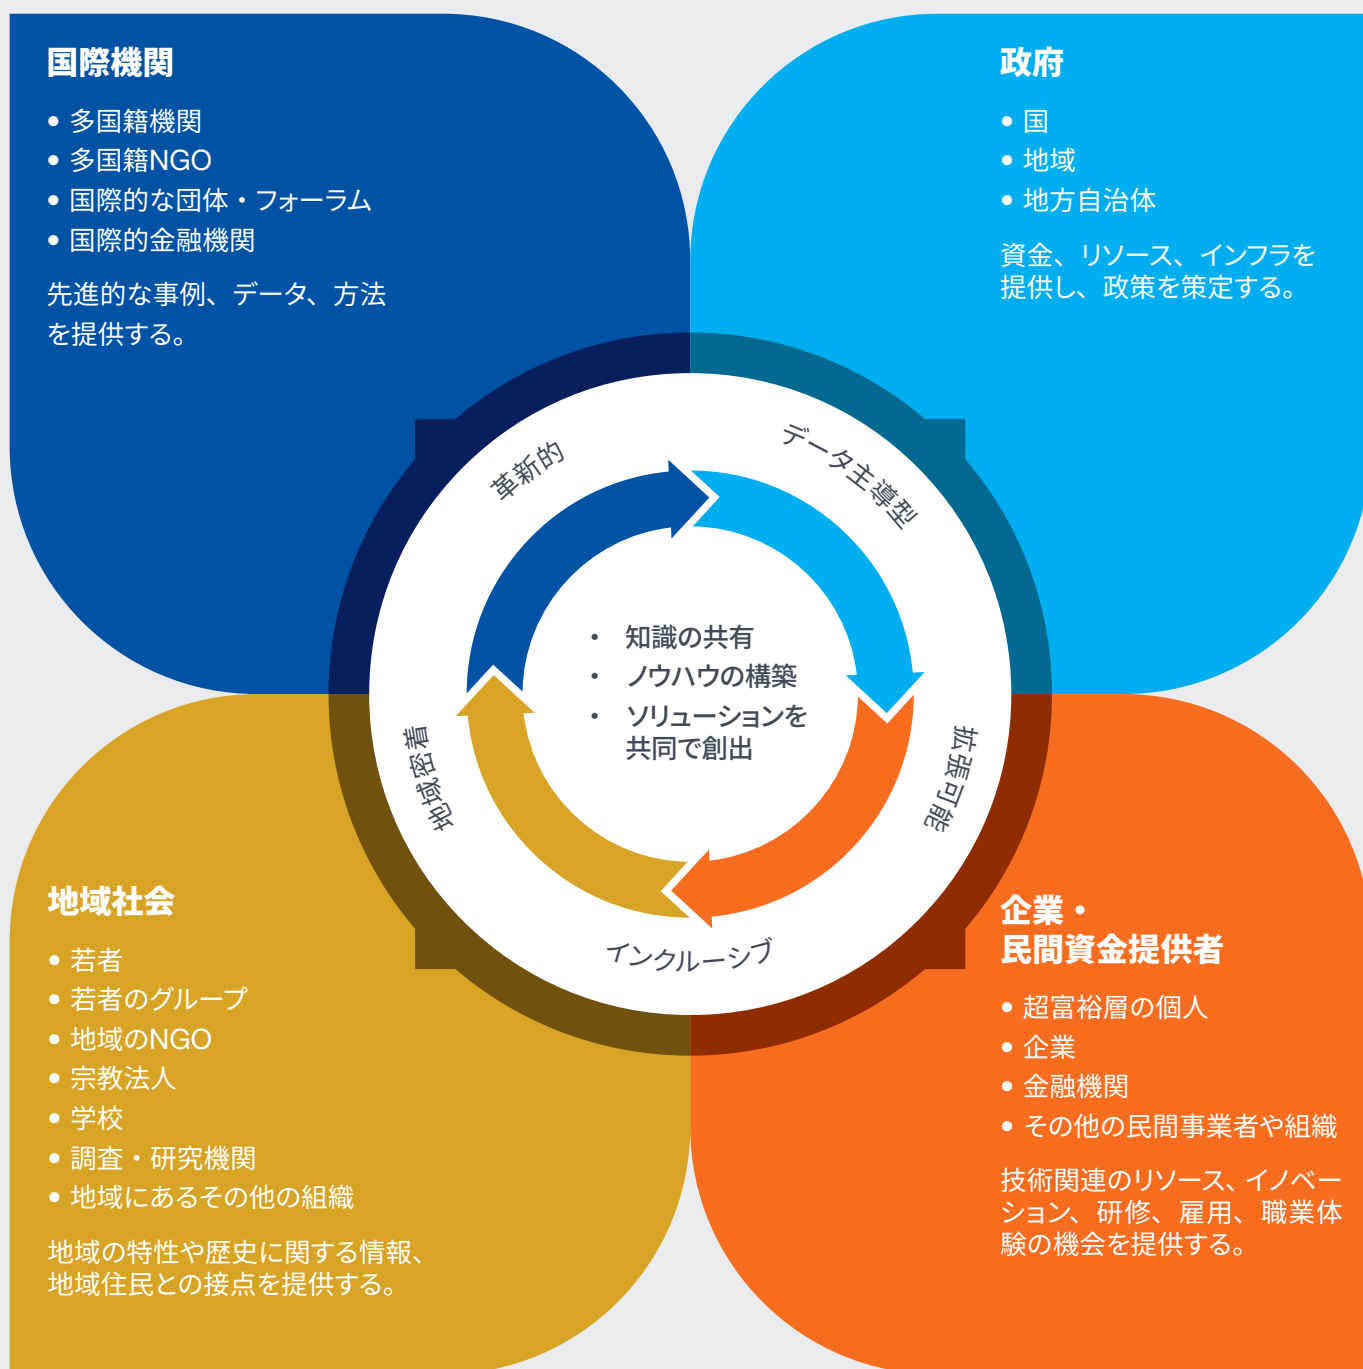 国際機関
• 多国籍機関
• 多国籍NGO
• 国際的な団体・フォーラム
• 国際的金融機関
先進的な事例、データ、方法
を提供する。
政府
• 国
• 地域
• 地方自治体
資金、リソース、インフラを
提供し、政策を策定する。
革新的
データ主導型
拡張可能
インクルーシブ
地域密着
・ 知識の共有
・ ノウハウの構築
・ ソリューションを
共同で創出
地域社会
• 若者
• 若者のグループ
• 地域のNGO
• 宗教法人
• 学校
• 調査・研究機関
• 地域にあるその他の組織
地域の特性や歴史に関する情報、
地域住民との接点を提供する。
企業・
民間資金提供者
• 超富裕層の個人
• 企業
• 金融機関
• その他の民間事業者や組織
技術関連のリソース、イノベー
ション、研修、雇用、職業体
験の機会を提供する。